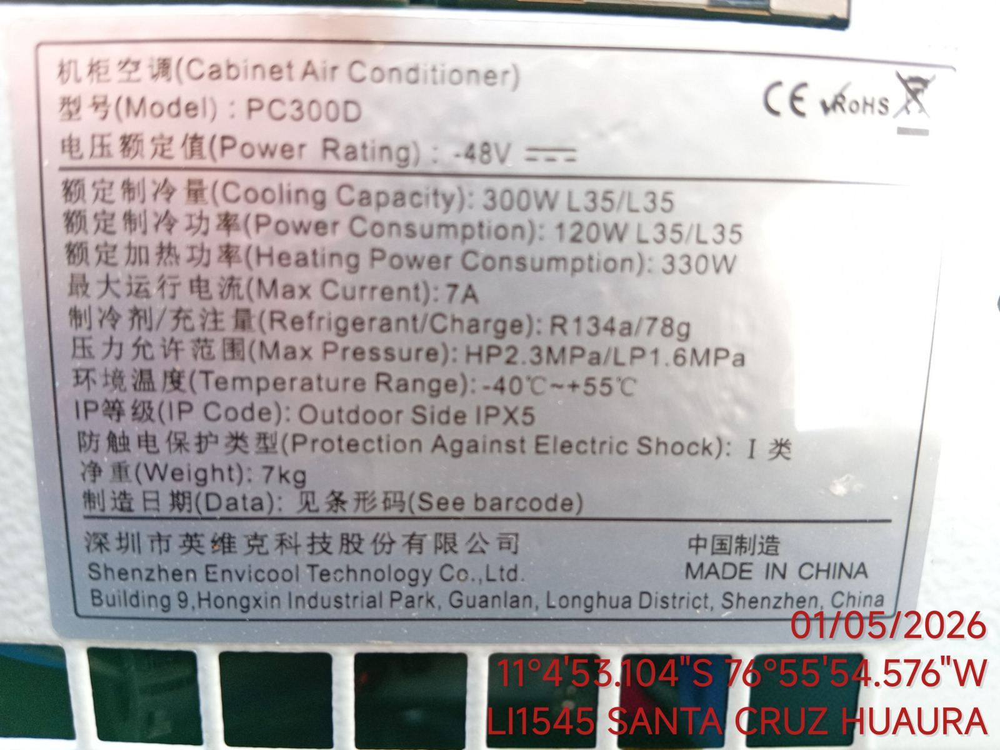 机柜空调(Cabinet Air Conditioner)
型号(Model) : PC300D
CE RoHS
电压额定值(Power Rating) : -48V
额定制冷量(Cooling Capacity): 300W L35/L35
额定制冷功率(Power Consumption): 120W L35/L35
额定加热功率(Heating Power Consumption): 330W
最大运行电流(Max Current): 7A
制冷剂/充注量(Refrigerant/Charge): R134a/78g
压力允许范围(Max Pressure): HP2.3MPa/LP1.6MPa
环境温度(Temperature Range): -40℃~+55℃
IP等级(IP Code): Outdoor Side IPX5
防触电保护类型(Protection Against Electric Shock): I 类
净重(Weight): 7kg
制造日期(Data): 见条形码(See barcode)
深圳市英维克科技股份有限公司
中国制造
Shenzhen Envicool Technology Co.,Ltd.
MADE IN CHINA
Building 9,Hongxin Industrial Park, Guanlan, Longhua District, Shenzhen, China
01/05/2026
11°4'53.104"S 76°55'54.576"W
LI1545 SANTA CRUZ HUAURA